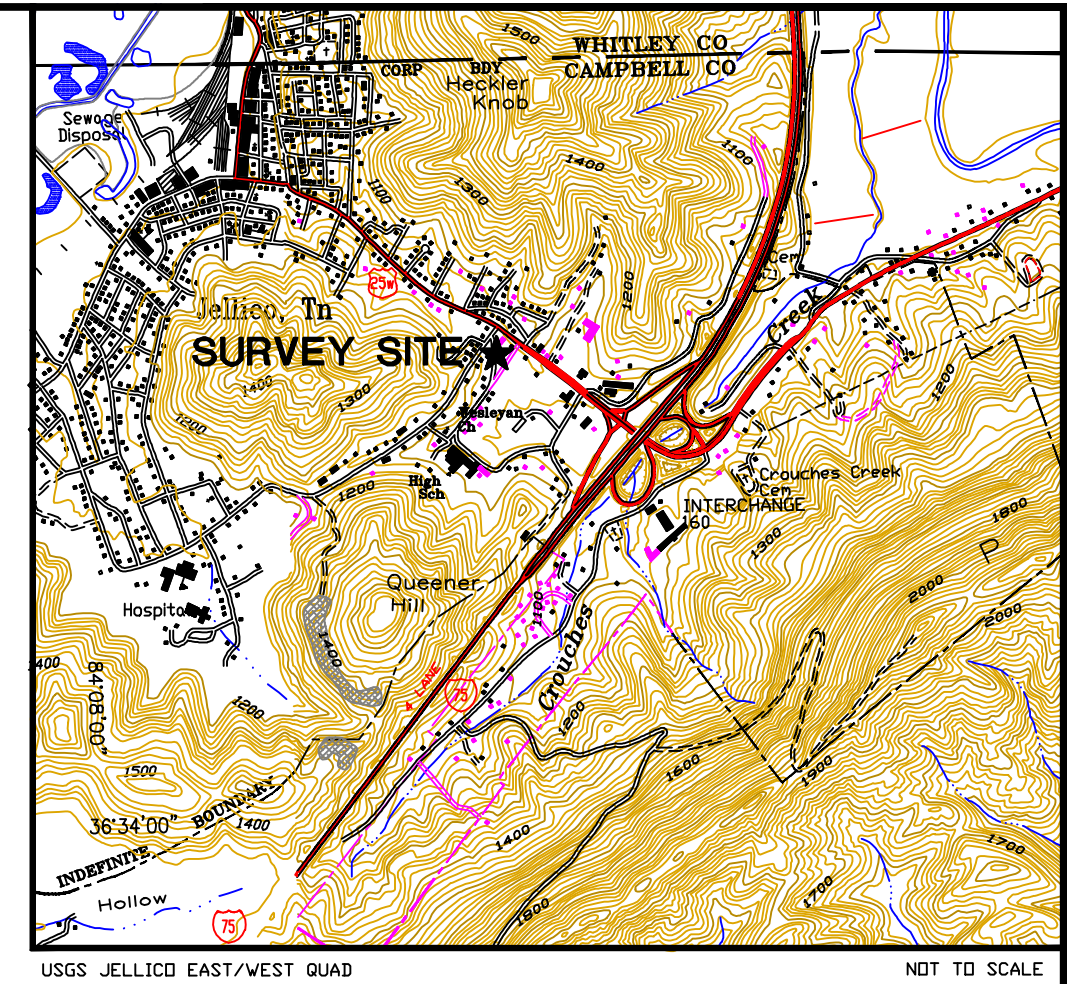 1500
WHITLEY CO
CORP BDY
CAMPBELL CO
Heckler
Knob
Sewage
Disposal
1400
1100
1300
1100
25W
Cem
1200
Creek
Jellico, Tn
SURVEY SITE
1400
1300
1200
1200
Wesleyan
Ch
High
Sch
1200
Crouches Creek
Cem
INTERCHANGE
160
1300
1800
P
2000
2000
Queener
Hill
1100
Hospital
1400
1400
84°08'00"
Crouches
4 LANE
75
1200
1200
1500
1600
1900
36°34'00"
BOUNDARY
1400
INDEFINITE
1400
1700
1700
Hollow
75
1800
USGS JELLICO EAST/WEST QUAD
NOT TO SCALE